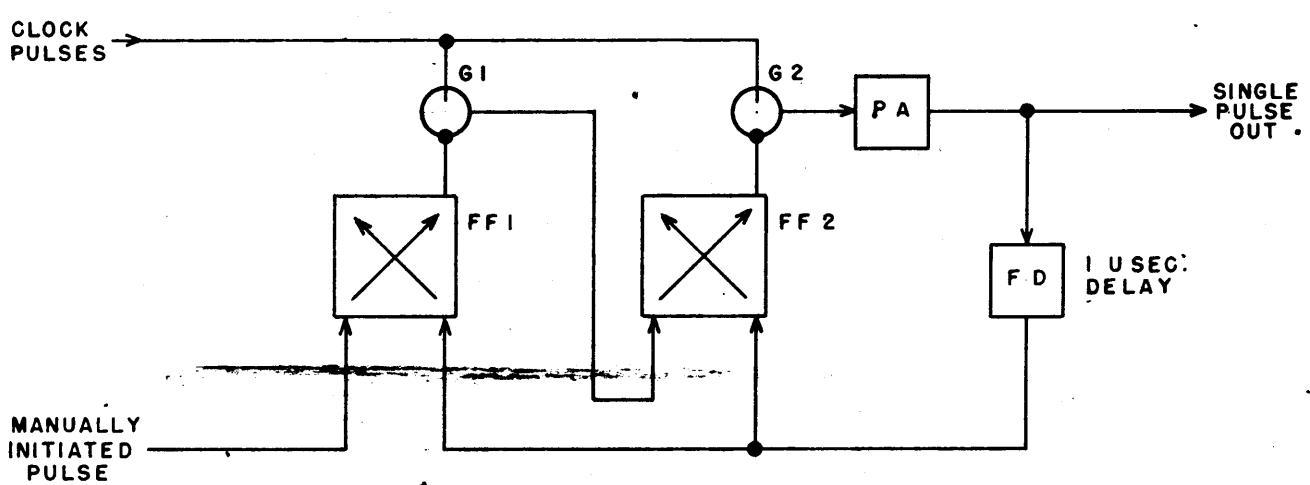 CLOCK
PULSES
G1
G2
PA
SINGLE
PULSE
OUT
FF1
FF2
FD
1 USEC.
DELAY
MANUALLY
INITIATED
PULSE